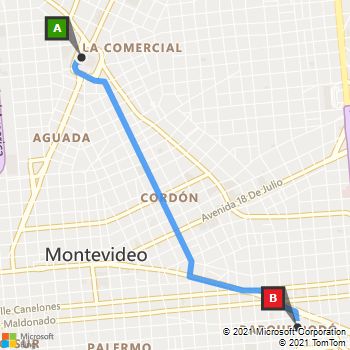 A
LA COMERCIAL
AGUADA
CORDÓN
Avenida 18 De Julio
Montevideo
B
lle Canelones
Maldonado
© 2021 Microsoft Corporation
Microsoft
SUR
PALERMO
© 2021 TomTom